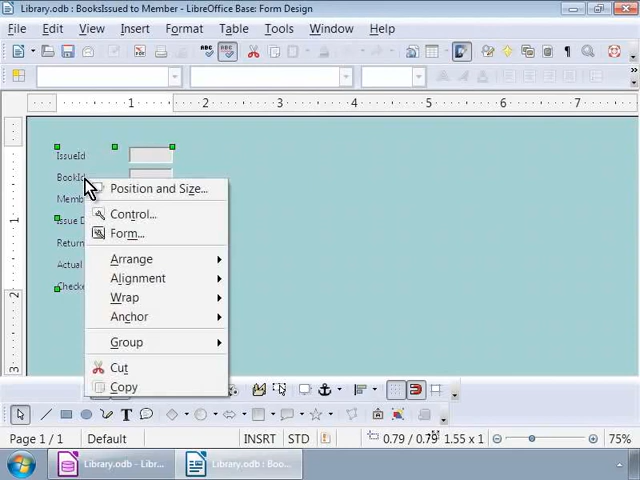 Library.odb : BooksIssued to Member - LibreOffice Base: Form Design
File Edit View Insert Format Table Tools Window Help
1 2 3 4 5 6 7
IssueId
BookId
Position and Size...
Memb
Control...
1
Issue D
Form...
Return
Arrange
Actual
Alignment
Checke
2
Wrap
Anchor
Group
3
Cut
Copy
T
Page 1 / 1 Default INSRT STD 0.79 / 0.79 1.55 x 1 75%
Library.odb - Libr... Library.odb : Boo...